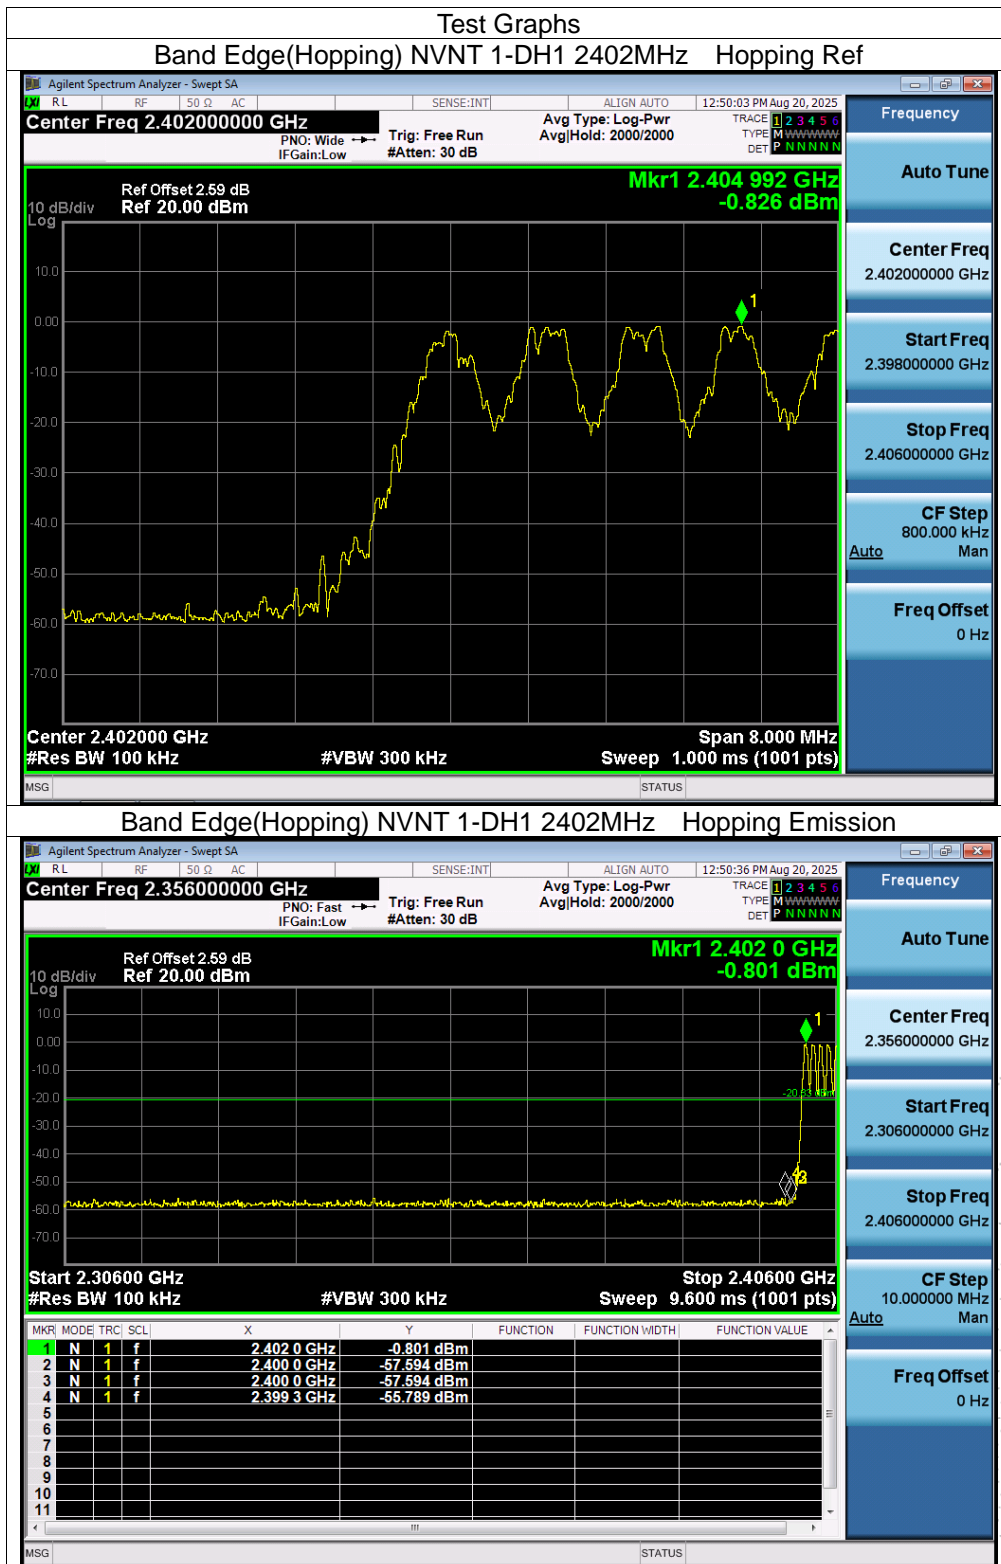 Test Graphs
Band Edge(Hopping) NVNT 1-DH1 2402MHz Hopping Ref
Agilent Spectrum Analyzer - Swept SA
LXI RL RF 50 Ω AC SENSE:INT ALIGN AUTO 12:50:03 PM Aug 20, 2025
Center Freq 2.402000000 GHz
PNO: Wide
IFGain:Low
Trig: Free Run
#Atten: 30 dB
Avg Type: Log-Pwr
Avg|Hold: 2000/2000
TRACE 1 2 3 4 5 6
TYPE M WWWWW
DET P N N N N N
Frequency
Auto Tune
Center Freq
2.402000000 GHz
Start Freq
2.398000000 GHz
Stop Freq
2.406000000 GHz
CF Step
800.000 kHz
Auto Man
Freq Offset
0 Hz
Mkr1 2.404 992 GHz
-0.826 dBm
Ref Offset 2.59 dB
10 dB/div Ref 20.00 dBm
Log
10.0
0.00
-10.0
-20.0
-30.0
-40.0
-50.0
-60.0
-70.0
1
Center 2.402000 GHz Span 8.000 MHz
#Res BW 100 kHz #VBW 300 kHz Sweep 1.000 ms (1001 pts)
MSG STATUS
Band Edge(Hopping) NVNT 1-DH1 2402MHz Hopping Emission
Agilent Spectrum Analyzer - Swept SA
LXI RL RF 50 Ω AC SENSE:INT ALIGN AUTO 12:50:36 PM Aug 20, 2025
Center Freq 2.356000000 GHz
PNO: Fast
IFGain:Low
Trig: Free Run
#Atten: 30 dB
Avg Type: Log-Pwr
Avg|Hold: 2000/2000
TRACE 1 2 3 4 5 6
TYPE M WWWWW
DET P N N N N N
Frequency
Auto Tune
Center Freq
2.356000000 GHz
Start Freq
2.306000000 GHz
Stop Freq
2.406000000 GHz
CF Step
10.000000 MHz
Auto Man
Freq Offset
0 Hz
Mkr1 2.402 0 GHz
-0.801 dBm
Ref Offset 2.59 dB
10 dB/div Ref 20.00 dBm
Log
10.0
0.00
-10.0
-20.0
-30.0
-40.0
-50.0
-60.0
-70.0
1
-20.83 dBm
Start 2.30600 GHz Stop 2.40600 GHz
#Res BW 100 kHz #VBW 300 kHz Sweep 9.600 ms (1001 pts)
MKR MODE TRC SCL X Y FUNCTION FUNCTION WIDTH FUNCTION VALUE
1 N 1 f 2.402 0 GHz -0.801 dBm
2 N 1 f 2.400 0 GHz -57.594 dBm
3 N 1 f 2.400 0 GHz -57.594 dBm
4 N 1 f 2.399 3 GHz -55.789 dBm
5
6
7
8
9
10
11
MSG STATUS